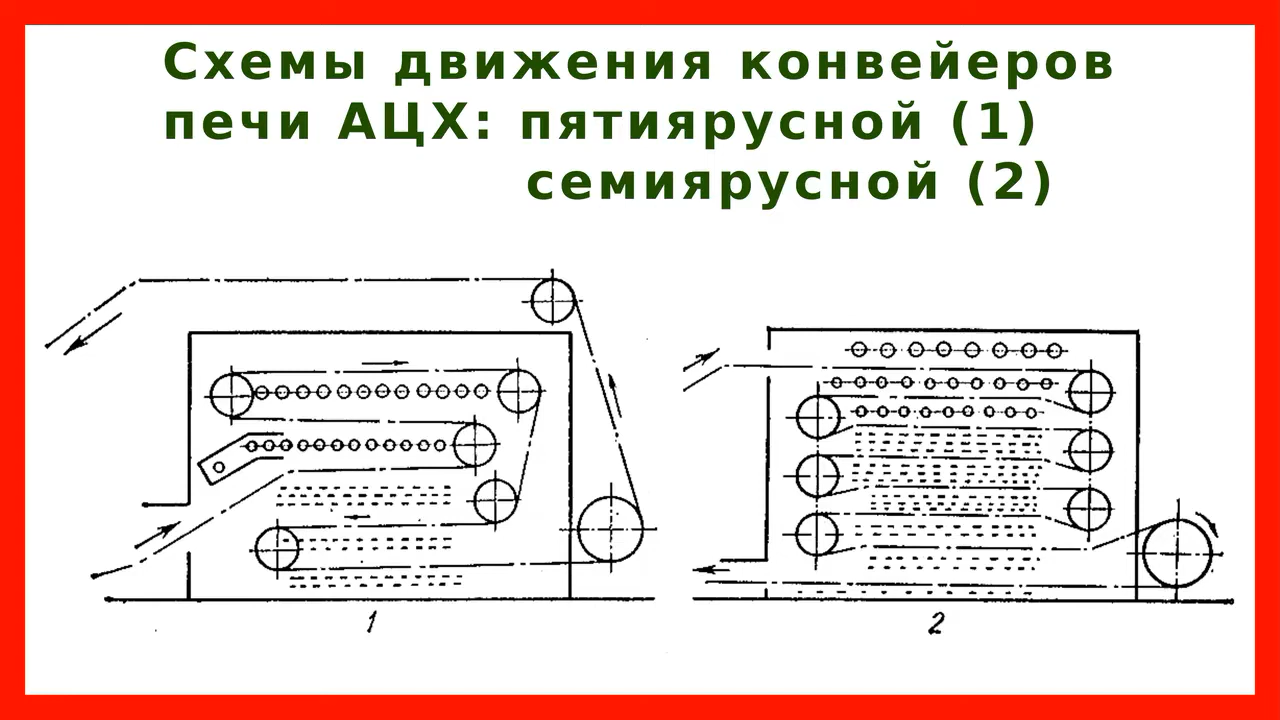 Схемы движения конвейеров
печи АЦХ: пятиярусной (1)
семиярусной (2)
1
2